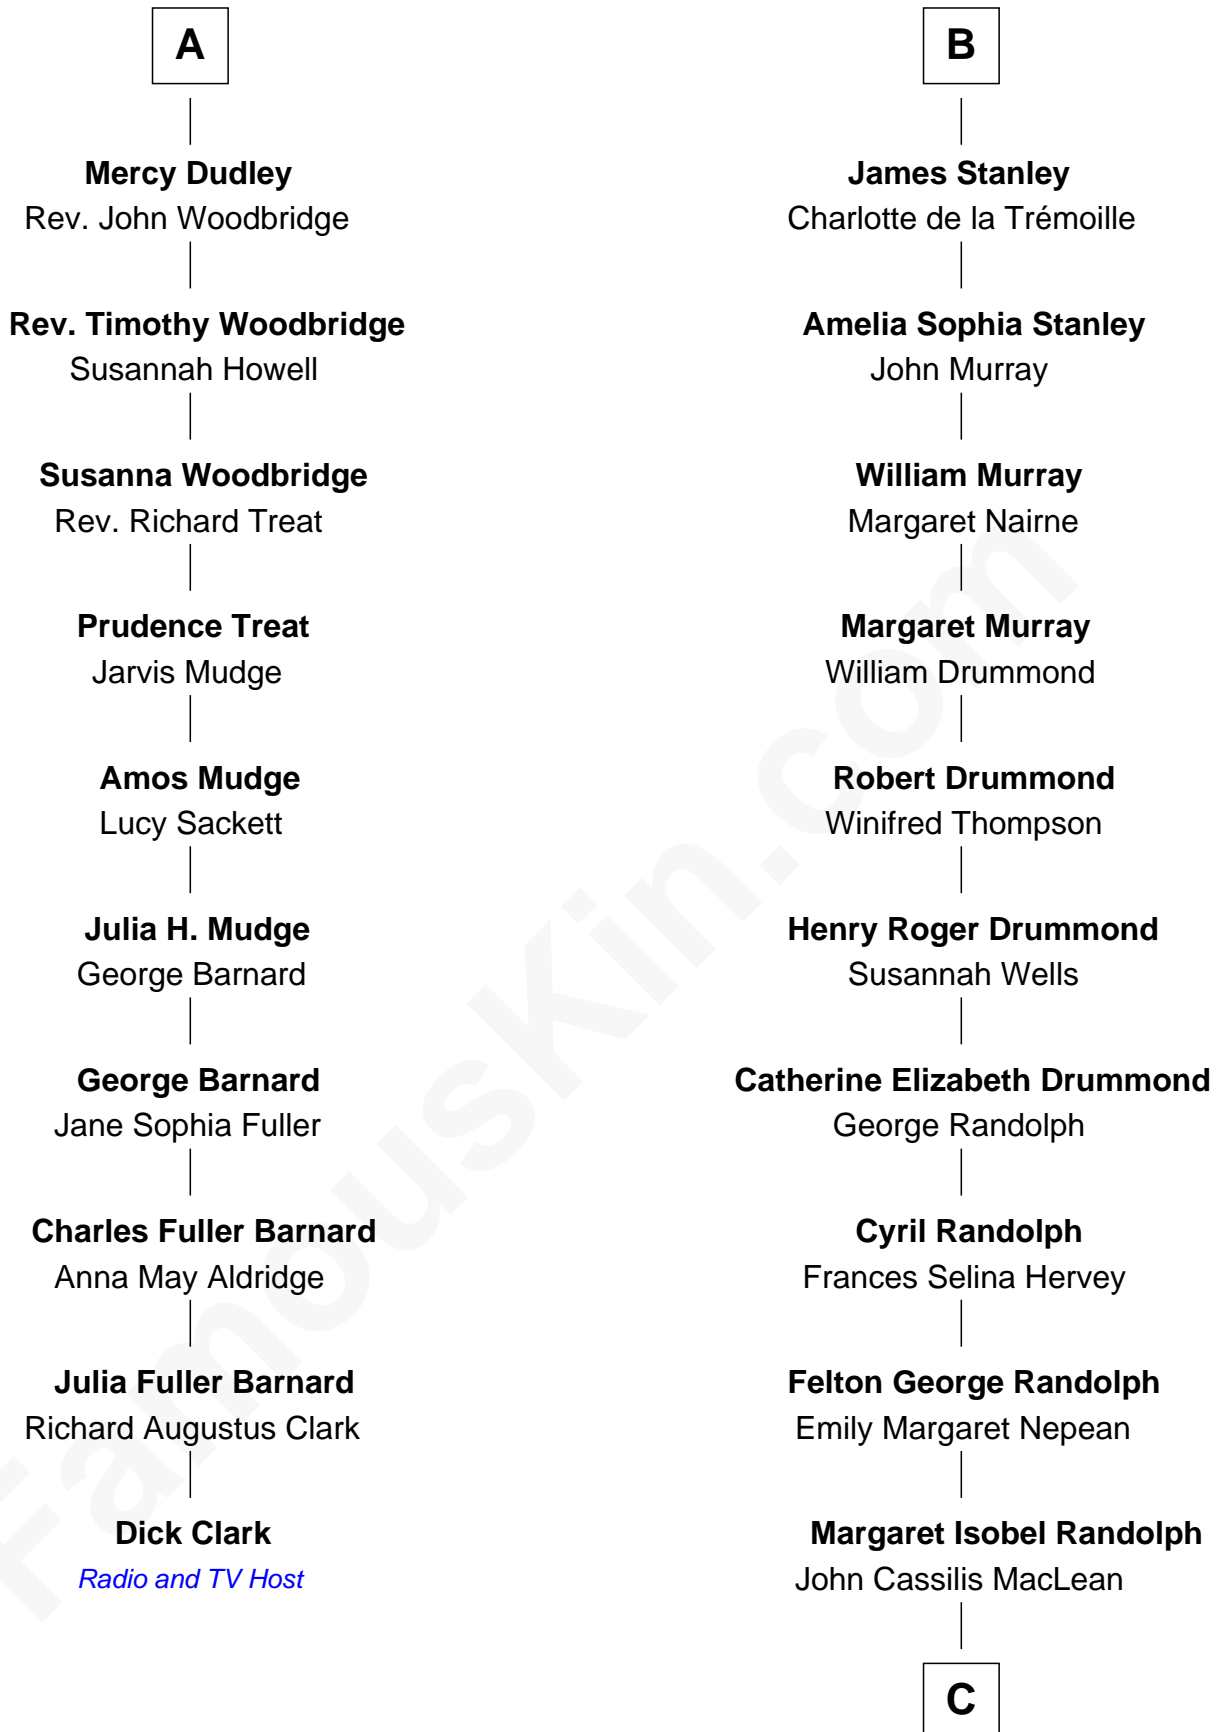 A
Mercy Dudley
Rev. John Woodbridge
Rev. Timothy Woodbridge
Susannah Howell
Susanna Woodbridge
Rev. Richard Treat
Prudence Treat
Jarvis Mudge
Amos Mudge
Lucy Sackett
Julia H. Mudge
George Barnard
George Barnard
Jane Sophia Fuller
Charles Fuller Barnard
Anna May Aldridge
Julia Fuller Barnard
Richard Augustus Clark
Dick Clark
Radio and TV Host
B
James Stanley
Charlotte de la Trémoille
Amelia Sophia Stanley
John Murray
William Murray
Margaret Nairne
Margaret Murray
William Drummond
Robert Drummond
Winifred Thompson
Henry Roger Drummond
Susannah Wells
Catherine Elizabeth Drummond
George Randolph
Cyril Randolph
Frances Selina Hervey
Felton George Randolph
Emily Margaret Nepean
Margaret Isobel Randolph
John Cassilis MacLean
C
FamousKin.com